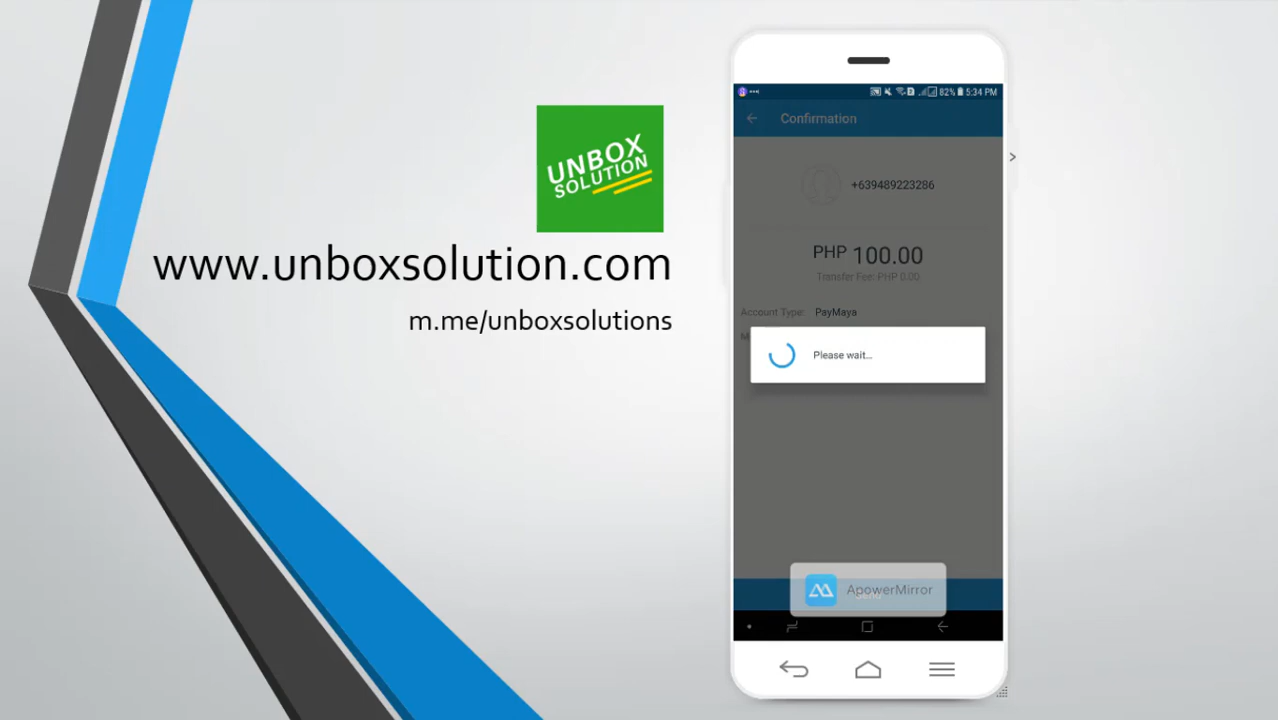 UNBOX
SOLUTION
www.unboxsolution.com
m.me/unboxsolutions
82% 5:34 PM
Confirmation
+639489223286
PHP 100.00
Transfer Fee: PHP 0.00
Account Type: PayMaya
M
Please wait...
ApowerMirror
Send